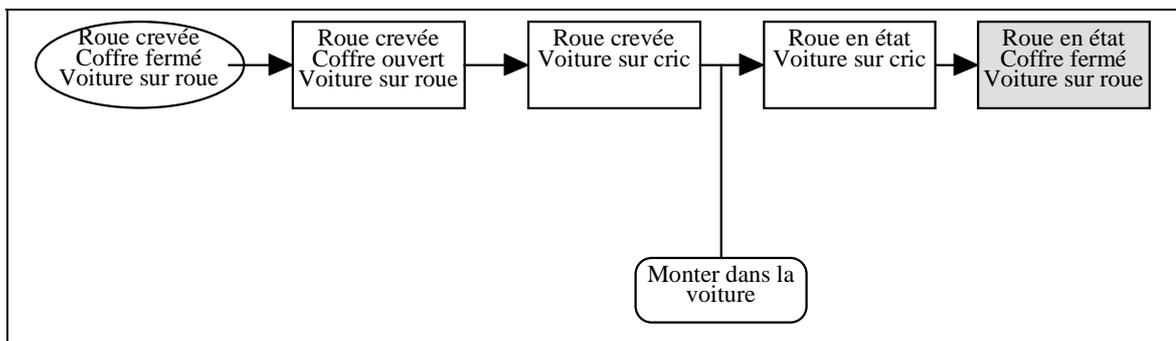 Roue crevée
Coffre fermé
Voiture sur roue
Roue crevée
Coffre ouvert
Voiture sur roue
Roue crevée
Voiture sur cric
Roue en état
Voiture sur cric
Roue en état
Coffre fermé
Voiture sur roue
Monter dans la
voiture